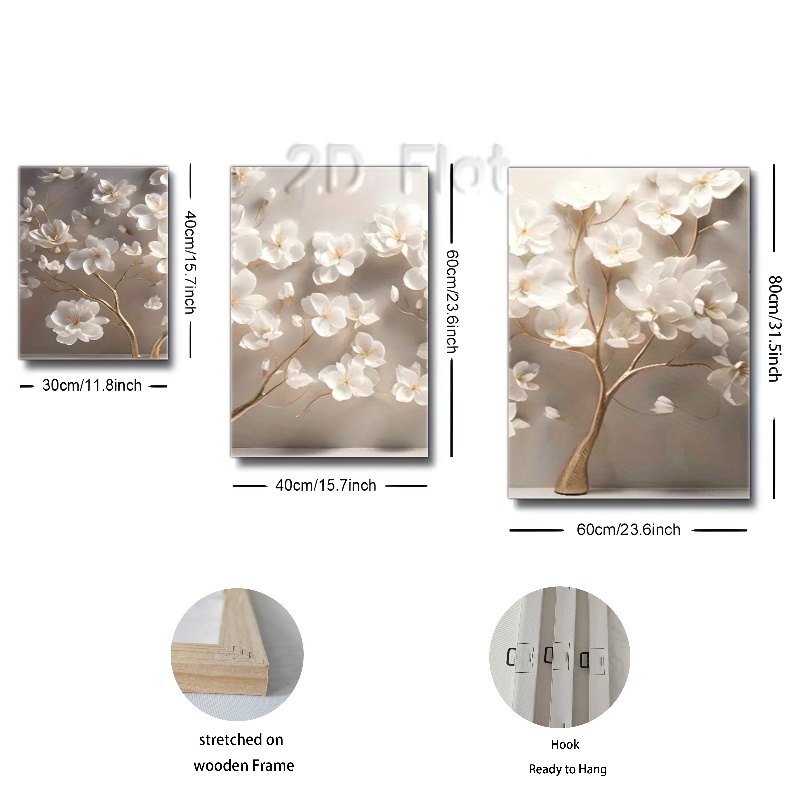 2D Flat
40cm/15.7inch
30cm/11.8inch
60cm/23.6inch
40cm/15.7inch
80cm/31.5inch
60cm/23.6inch
stretched on
wooden Frame
Hook
Ready to Hang